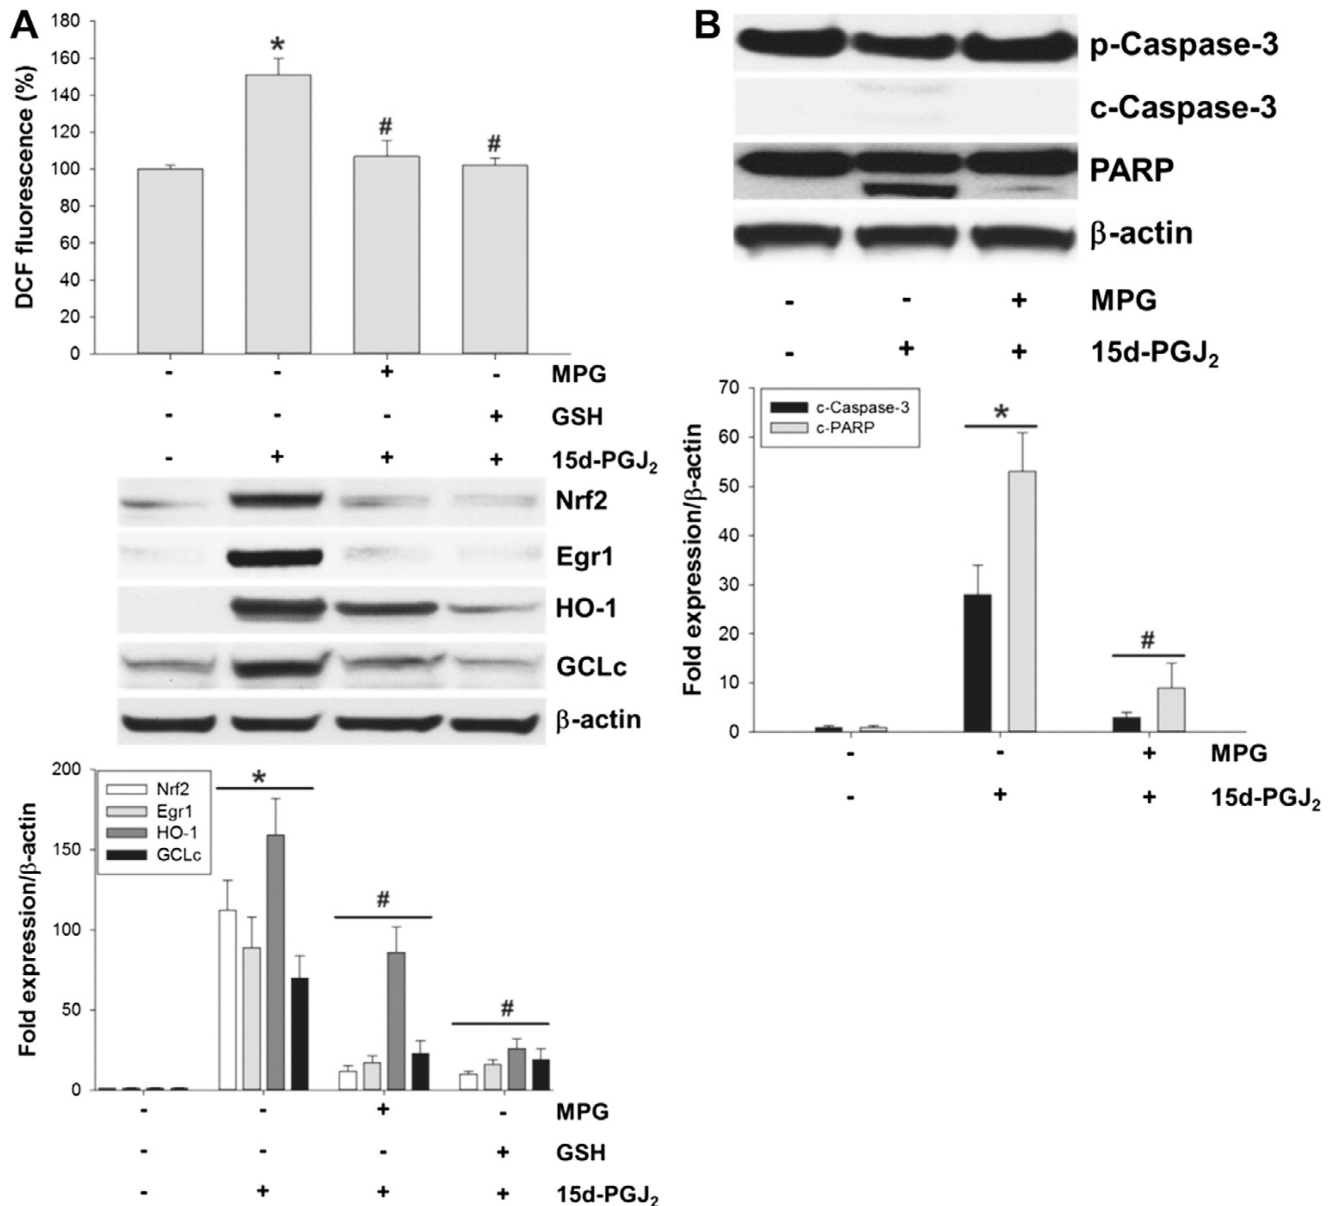 A
180
160
140
120
100
80
60
40
20
0
DCF fluorescence (%)
*
#
#
- - + - MPG
- - - + GSH
- + + + 15d-PGJ₂
Nrf2
Egr1
HO-1
GCLc
β-actin
200
150
100
50
0
Fold expression/β-actin
Nrf2
Egr1
HO-1
GCLc
*
#
#
- - + - MPG
- - - + GSH
- + + + 15d-PGJ₂
B
p-Caspase-3
c-Caspase-3
PARP
β-actin
- - + MPG
- + + 15d-PGJ₂
70
60
50
40
30
20
10
0
Fold expression/β-actin
c-Caspase-3
c-PARP
*
#
- - + MPG
- + + 15d-PGJ₂